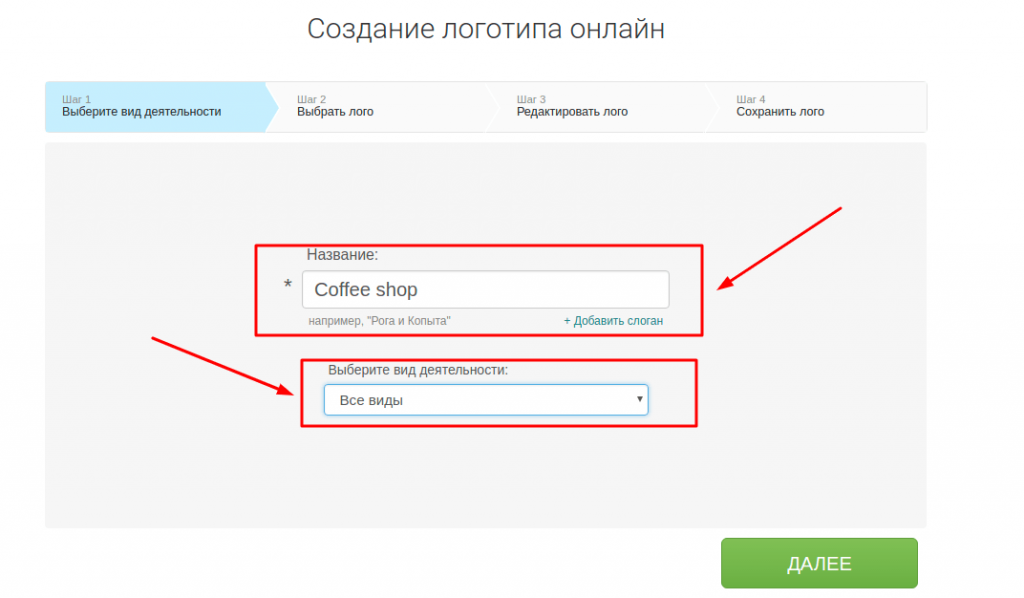 Создание логотипа онлайн
Шаг 1
Выберите вид деятельности
Шаг 2
Выбрать лого
Шаг 3
Редактировать лого
Шаг 4
Сохранить лого
Название:
* Coffee shop
например, "Рога и Копыта"
+ Добавить слоган
Выберите вид деятельности:
Все виды
ДАЛЕЕ